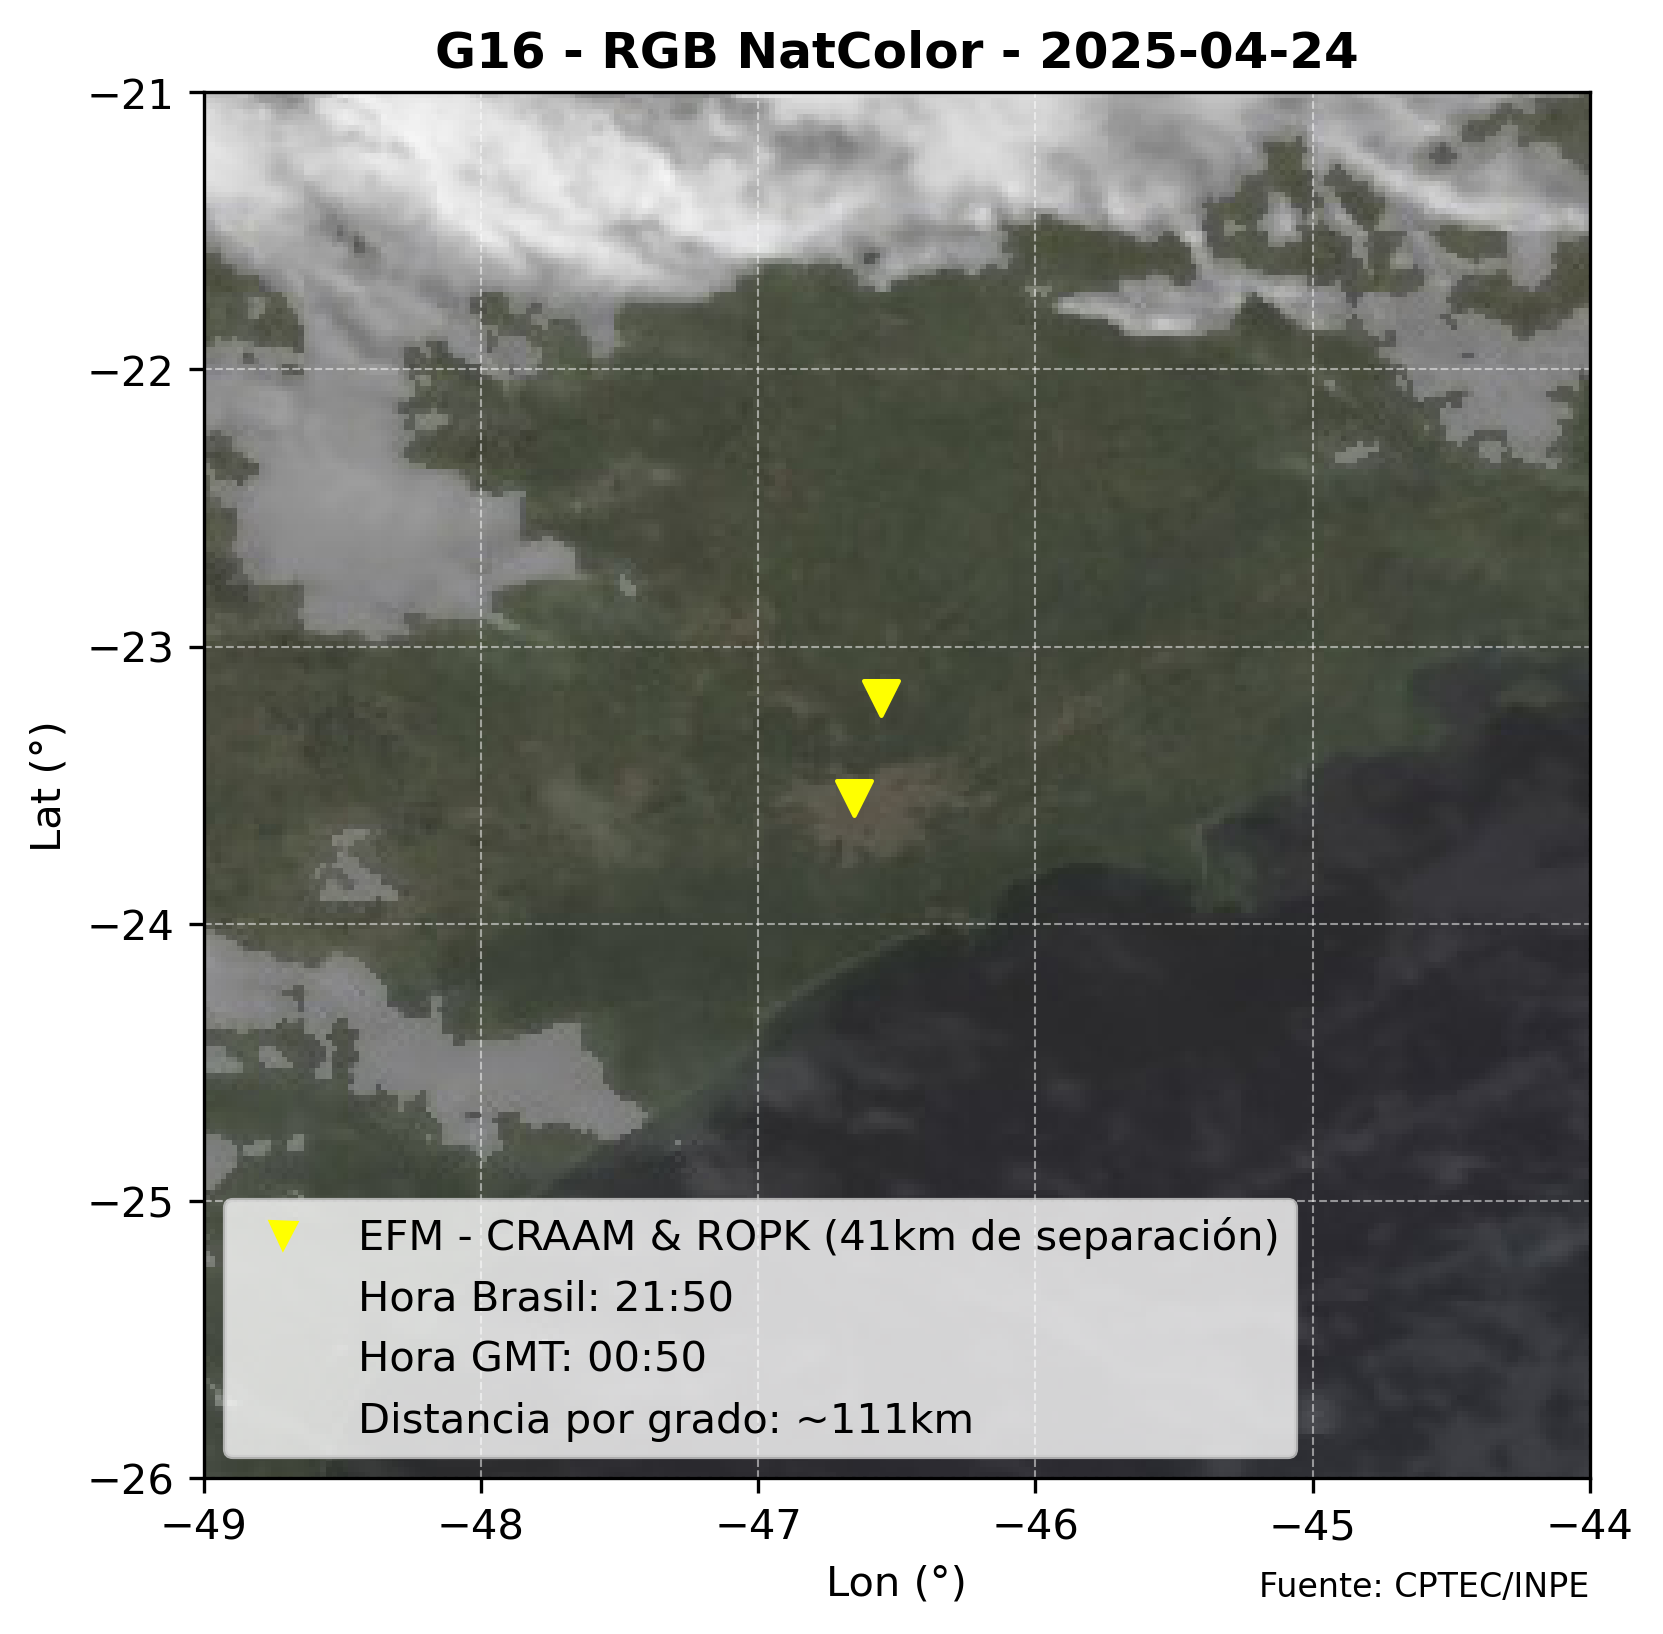 G16 - RGB NatColor - 2025-04-24
−21
−22
−23
−24
−25
−26
Lat (°)
EFM - CRAAM & ROPK (41km de separación)
Hora Brasil: 21:50
Hora GMT: 00:50
Distancia por grado: ~111km
−49
−48
−47
−46
−45
−44
Lon (°)
Fuente: CPTEC/INPE